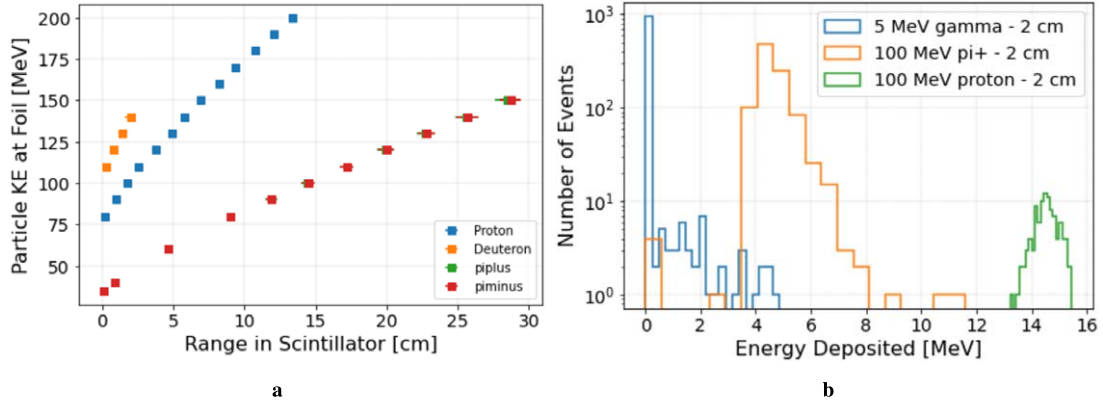 Particle KE at Foil [MeV]
200
175
150
125
100
75
50
0
5
10
15
20
25
30
Range in Scintillator [cm]
Proton
Deuteron
piplus
piminus
a
Number of Events
10³
10²
10¹
10⁰
0
2
4
6
8
10
12
14
16
Energy Deposited [MeV]
5 MeV gamma - 2 cm
100 MeV pi+ - 2 cm
100 MeV proton - 2 cm
b